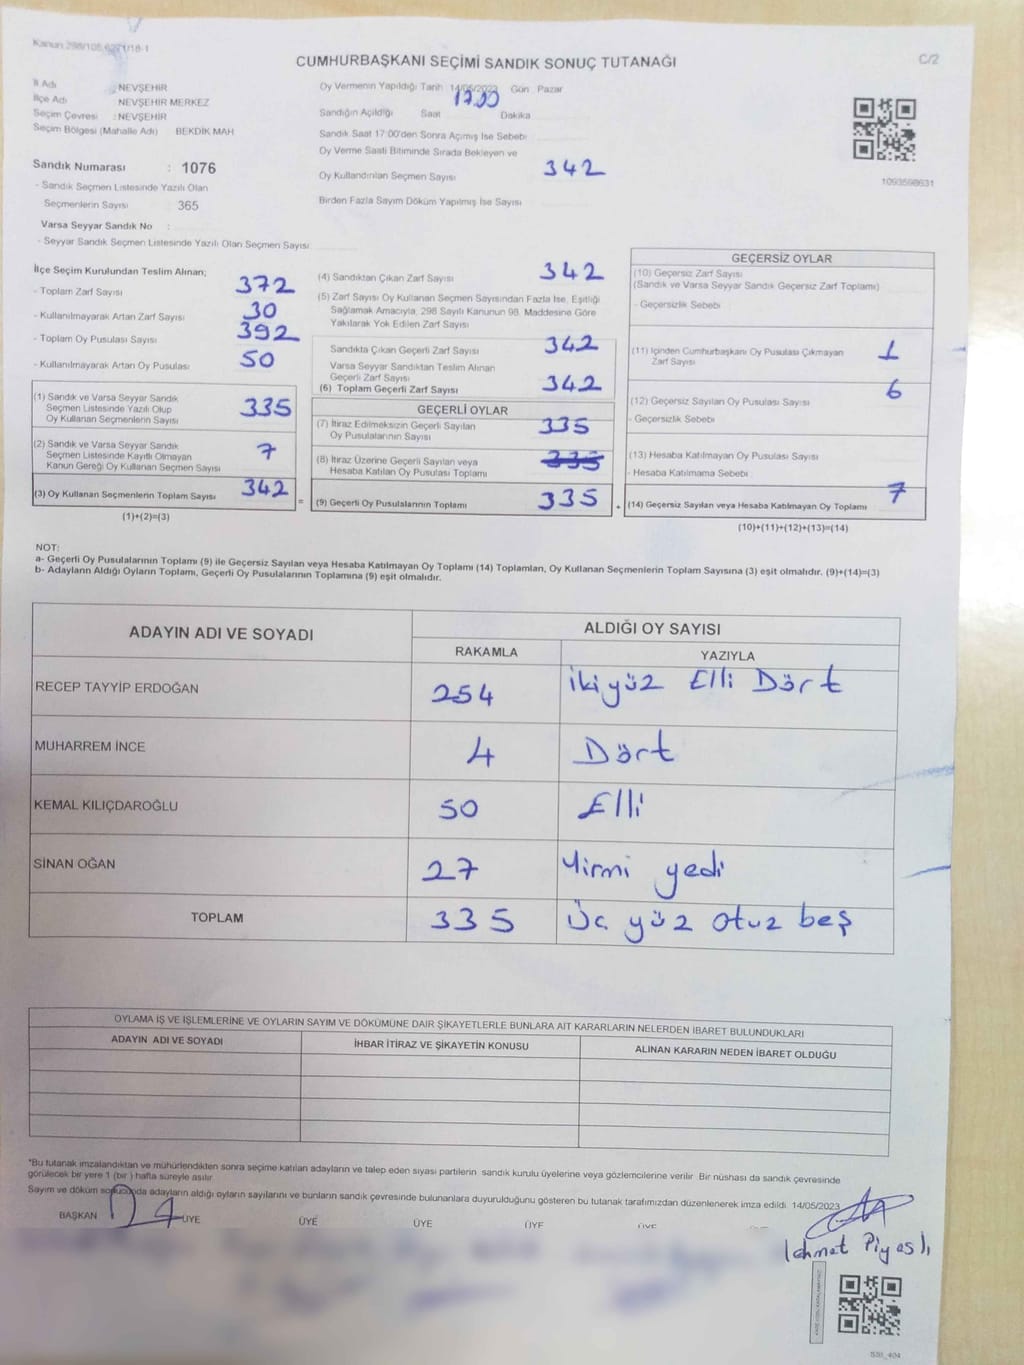 Kanun 298/105,6271/18-1
CUMHURBAŞKANI SEÇİMİ SANDIK SONUÇ TUTANAĞI
C/2
İl Adı : NEVŞEHİR
İlçe Adı NEVŞEHİR MERKEZ
Seçim Çevresi : NEVŞEHİR
Seçim Bölgesi (Mahalle Adı) BEKDİK MAH
Sandık Numarası : 1076
- Sandık Seçmen Listesinde Yazılı Olan
Seçmenlerin Sayısı 365
Varsa Seyyar Sandık No :
- Seyyar Sandık Seçmen Listesinde Yazılı Olan Seçmen Sayısı
Oy Vermenin Yapıldığı Tarih 14/05/2023 Gün Pazar
17.00
Sandığın Açıldığı Saat Dakika
Sandık Saat 17:00'den Sonra Açımış İse Sebebi
Oy Verme Saati Bitiminde Sırada Bekleyen ve
Oy Kullandırılan Seçmen Sayısı 342
Birden Fazla Sayım Döküm Yapılmış İse Sayısı
1093598631
İlçe Seçim Kurulundan Teslim Alınan;
- Toplam Zarf Sayısı 372
- Kullanılmayarak Artan Zarf Sayısı 30
- Toplam Oy Pusulası Sayısı 392
- Kullanılmayarak Artan Oy Pusulası 50
(1) Sandık ve Varsa Seyyar Sandık
Seçmen Listesinde Yazılı Olup
Oy Kullanan Seçmenlerin Sayısı 335
(2) Sandık ve Varsa Seyyar Sandık
Seçmen Listesinde Kayıtlı Olmayan
Kanun Gereği Oy Kullanan Seçmen Sayısı 7
(3) Oy Kullanan Seçmenlerin Toplam Sayısı 342
(1)+(2)=(3)
=
(4) Sandıktan Çıkan Zarf Sayısı 342
(5) Zarf Sayısı Oy Kullanan Seçmen Sayısından Fazla İse, Eşitliği
Sağlamak Amacıyla, 298 Sayılı Kanunun 98. Maddesine Göre
Yakılarak Yok Edilen Zarf Sayısı
Sandıkta Çıkan Geçerli Zarf Sayısı 342
Varsa Seyyar Sandıktan Teslim Alınan
Geçerli Zarf Sayısı
(6) Toplam Geçerli Zarf Sayısı 342
GEÇERLİ OYLAR
(7) İtiraz Edilmeksizin Geçerli Sayılan
Oy Pusulalarının Sayısı 335
(8) İtiraz Üzerine Geçerli Sayılan veya
Hesaba Katılan Oy Pusulası Toplamı 335
(9) Geçerli Oy Pusulalarının Toplamı 335
+
GEÇERSİZ OYLAR
(10) Geçersiz Zarf Sayısı
(Sandık ve Varsa Seyyar Sandık Geçersiz Zarf Toplamı)
- Geçersizlik Sebebi
(11) İçinden Cumhurbaşkanı Oy Pusulası Çıkmayan
Zarf Sayısı 1
(12) Geçersiz Sayılan Oy Pusulası Sayısı 6
- Geçersizlik Sebebi
(13) Hesaba Katılmayan Oy Pusulası Sayısı
- Hesaba Katılmama Sebebi
(14) Geçersiz Sayılan veya Hesaba Katılmayan Oy Toplamı 7
(10)+(11)+(12)+(13)=(14)
NOT:
a- Geçerli Oy Pusulalarının Toplamı (9) ile Geçersiz Sayılan veya Hesaba Katılmayan Oy Toplamı (14) Toplamları, Oy Kullanan Seçmenlerin Toplam Sayısına (3) eşit olmalıdır. (9)+(14)=(3)
b- Adayların Aldığı Oyların Toplamı, Geçerli Oy Pusulalarının Toplamına (9) eşit olmalıdır.
ADAYIN ADI VE SOYADI ALDIĞI OY SAYISI
RAKAMLA YAZIYLA
RECEP TAYYİP ERDOĞAN 254 İkiyüz Elli Dört
MUHARREM İNCE 4 Dört
KEMAL KILIÇDAROĞLU 50 Elli
SİNAN OĞAN 27 Yirmi yedi
TOPLAM 335 Üç yüz otuz beş
OYLAMA İŞ VE İŞLEMLERİNE VE OYLARIN SAYIM VE DÖKÜMÜNE DAİR ŞİKAYETLERLE BUNLARA AİT KARARLARIN NELERDEN İBARET BULUNDUKLARI
ADAYIN ADI VE SOYADI İHBAR İTİRAZ VE ŞİKAYETİN KONUSU ALINAN KARARIN NEDEN İBARET OLDUĞU
*Bu tutanak imzalandıktan ve mühürlendikten sonra seçime katılan adayların ve talep eden siyasi partilerin sandık kurulu üyelerine veya gözlemcilerine verilir Bir nüshası da sandık çevresinde
görülecek bir yere 1 (bir) hafta süreyle asılır
Sayım ve döküm sonucunda adayların aldığı oyların sayılarını ve bunların sandık çevresinde bulunanlara duyurulduğunu gösteren bu tutanak tarafımızdan düzenlenerek imza edildi. 14/05/2023
BAŞKAN ÜYE ÜYE ÜYE ÜYE ÜYE
Piyaslı
SSI_404